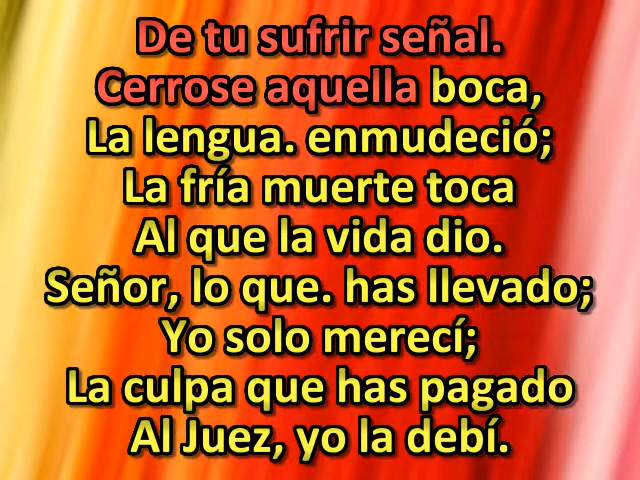 De tu sufrir señal.
Cerrose aquella boca,
La lengua. enmudeció;
La fría muerte toca
Al que la vida dio.
Señor, lo que. has llevado;
Yo solo merecí;
La culpa que has pagado
Al Juez, yo la debí.